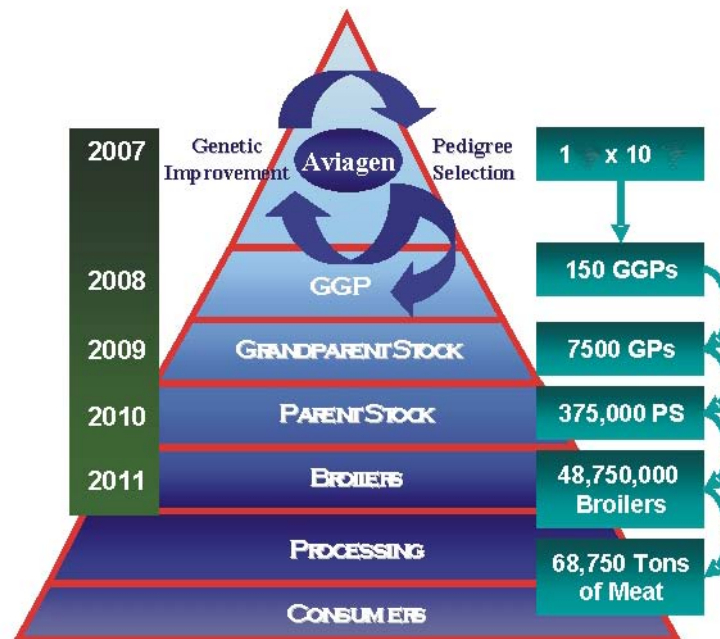 2007
Genetic
Improvement
Aviagen
Pedigree
Selection
1 x 10
2008
GGP
150 GGPs
2009
GRANDPARENT STOCK
7500 GPs
2010
PARENT STOCK
375,000 PS
2011
BROILERS
48,750,000
Broilers
PROCESSING
68,750 Tons
of Meat
CONSUMERS